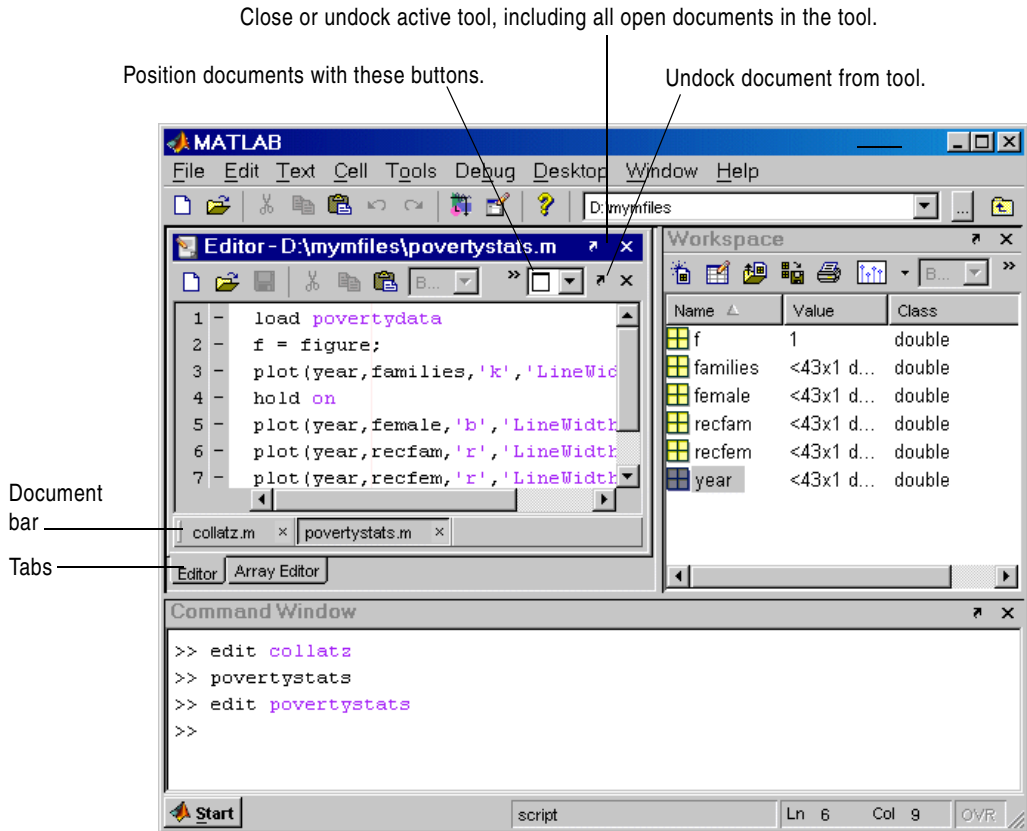 Close or undock active tool, including all open documents in the tool.
Position documents with these buttons.
Undock document from tool.
MATLAB
File Edit Text Cell Tools Debug Desktop Window Help
D:\mymfiles
...
Editor - D:\mymfiles\povertystats.m
B...
»
1 - load povertydata
2 - f = figure;
3 - plot(year,families,'k','LineWid
4 - hold on
5 - plot(year,female,'b','LineWidth
6 - plot(year,recfam,'r','LineWidth
7 - plot(year,recfem,'r','LineWidth
collatz.m × povertystats.m ×
Editor Array Editor
Document
bar
Tabs
Workspace
B...
»
Name Value Class
f 1 double
families <43x1 d... double
female <43x1 d... double
recfam <43x1 d... double
recfem <43x1 d... double
year <43x1 d... double
Command Window
>> edit collatz
>> povertystats
>> edit povertystats
>>
Start script Ln 6 Col 9 OVR